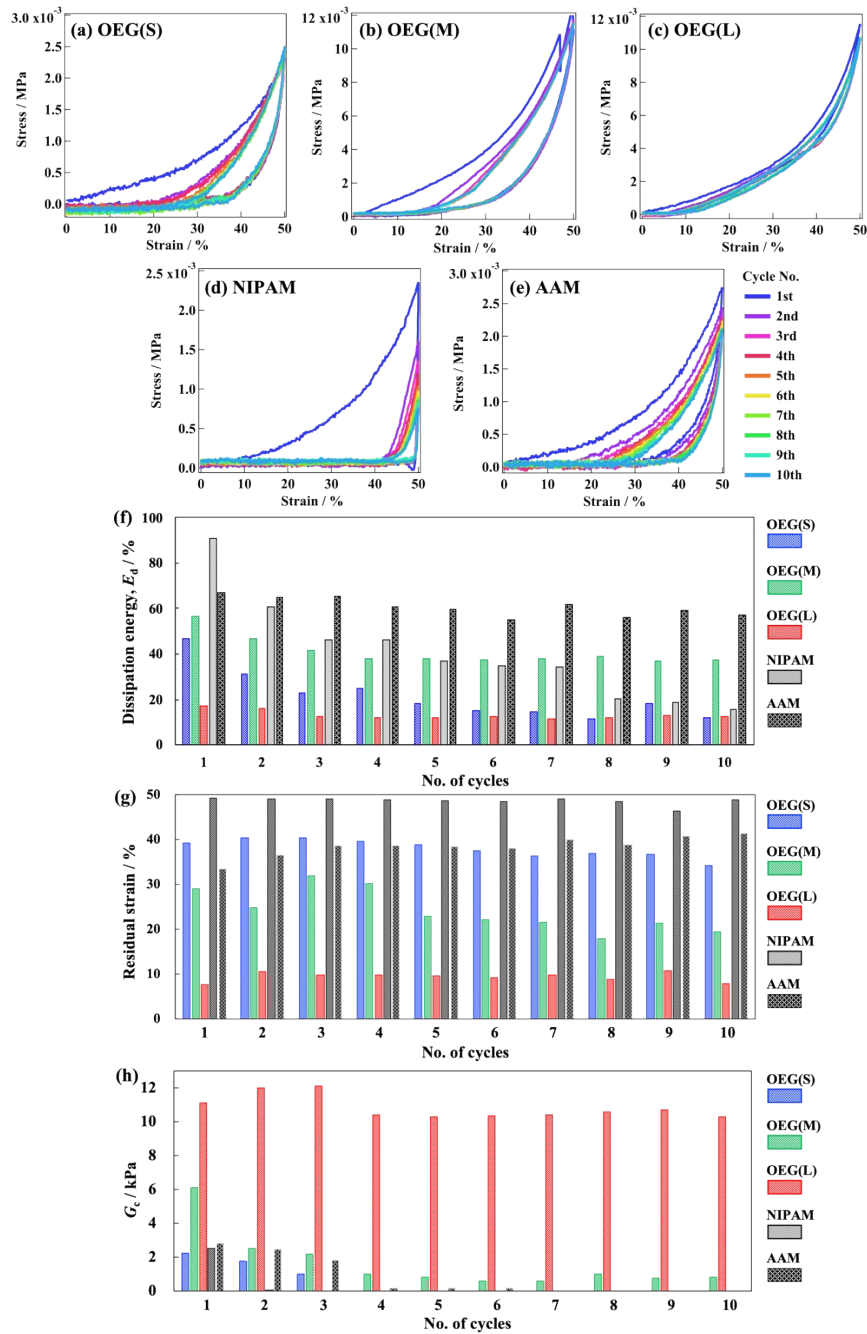 (a) OEG(S)
3.0 x10⁻³
2.5
2.0
1.5
1.0
0.5
0.0
Stress / MPa
0 10 20 30 40 50
Strain / %
(b) OEG(M)
12 x10⁻³
10
8
6
4
2
0
Stress / MPa
0 10 20 30 40 50
Strain / %
(c) OEG(L)
12 x10⁻³
10
8
6
4
2
0
Stress / MPa
0 10 20 30 40 50
Strain / %
(d) NIPAM
2.5 x10⁻³
2.0
1.5
1.0
0.5
0.0
Stress / MPa
0 10 20 30 40 50
Strain / %
(e) AAM
3.0 x10⁻³
2.5
2.0
1.5
1.0
0.5
0.0
Stress / MPa
0 10 20 30 40 50
Strain / %
Cycle No.
1st
2nd
3rd
4th
5th
6th
7th
8th
9th
10th
(f)
100
80
60
40
20
0
Dissipation energy, E_d / %
1 2 3 4 5 6 7 8 9 10
No. of cycles
OEG(S)
OEG(M)
OEG(L)
NIPAM
AAM
(g)
50
40
30
20
10
0
Residual strain / %
1 2 3 4 5 6 7 8 9 10
No. of cycles
OEG(S)
OEG(M)
OEG(L)
NIPAM
AAM
(h)
12
10
8
6
4
2
0
G_c / kPa
1 2 3 4 5 6 7 8 9 10
No. of cycles
OEG(S)
OEG(M)
OEG(L)
NIPAM
AAM